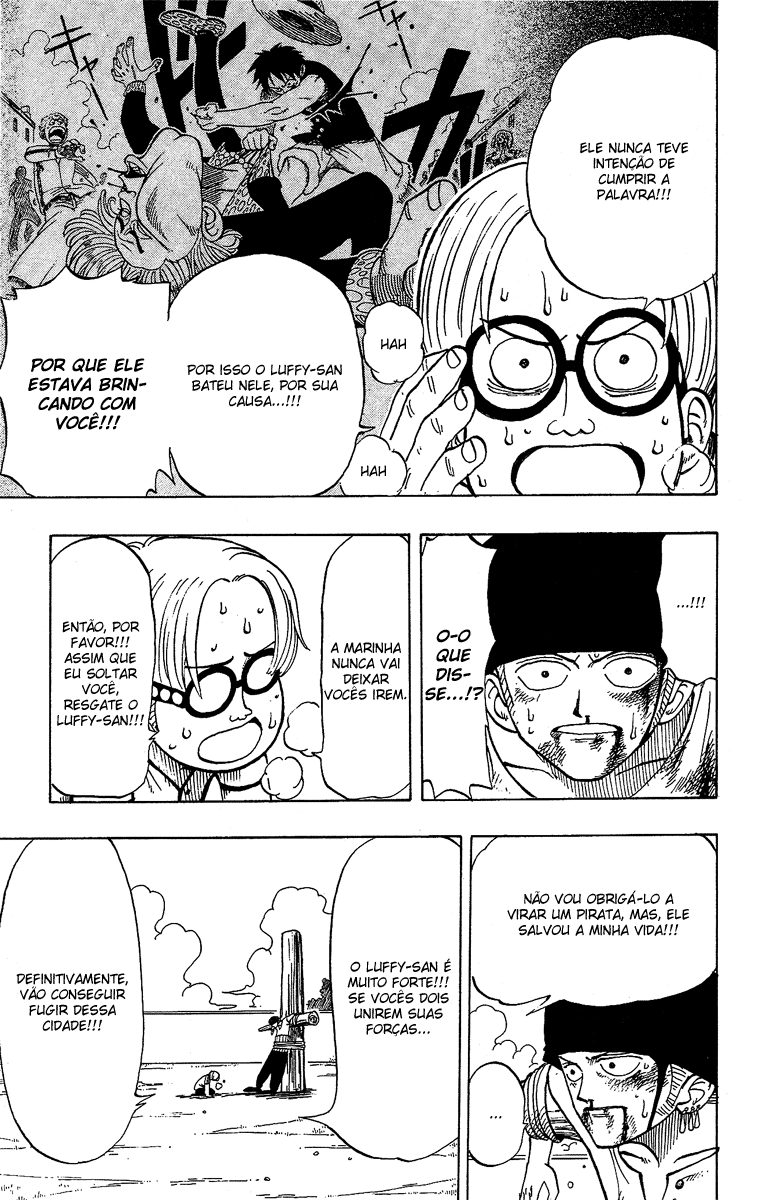 ELE NUNCA TEVE
INTENÇÃO DE
CUMPRIR A
PALAVRA!!!
POR ISSO O LUFFY-SAN
BATEU NELE, POR SUA
CAUSA...!!!
POR QUE ELE
ESTAVA BRIN-
CANDO COM
VOCÊ!!!
HAH
HAH
...!!!
O-O
QUE
DIS-
SE...!?
A MARINHA
NUNCA VAI
DEIXAR
VOCÊS IREM.
ENTÃO, POR
FAVOR!!!
ASSIM QUE
EU SOLTAR
VOCÊ,
RESGATE O
LUFFY-SAN!!!
NÃO VOU OBRIGÁ-LO A
VIRAR UM PIRATA, MAS, ELE
SALVOU A MINHA VIDA!!!
...
O LUFFY-SAN É
MUITO FORTE!!!
SE VOCÊS DOIS
UNIREM SUAS
FORÇAS...
DEFINITIVAMENTE,
VÃO CONSEGUIR
FUGIR DESSA
CIDADE!!!